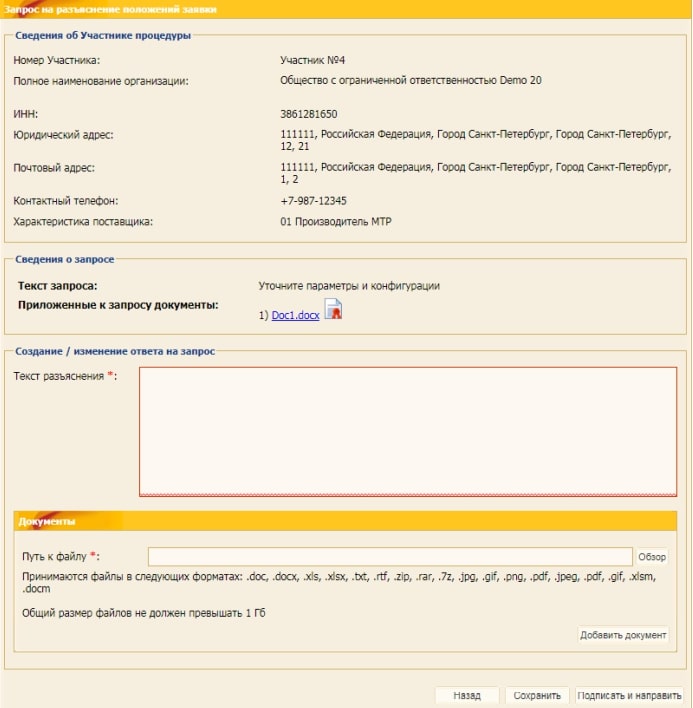 Запрос на разъяснение положений заявки
Сведения об Участнике процедуры
Номер Участника: Участник №4
Полное наименование организации: Общество с ограниченной ответственностью Demo 20
ИНН: 3861281650
Юридический адрес: 111111, Российская Федерация, Город Санкт-Петербург, Город Санкт-Петербург,
12, 21
Почтовый адрес: 111111, Российская Федерация, Город Санкт-Петербург, Город Санкт-Петербург,
1, 2
Контактный телефон: +7-987-12345
Характеристика поставщика: 01 Производитель МТР
Сведения о запросе
Текст запроса: Уточните параметры и конфигурации
Приложенные к запросу документы: 1) Doc1.docx
Создание / изменение ответа на запрос
Текст разъяснения *:
Документы
Путь к файлу *: Обзор
Принимаются файлы в следующих форматах: .doc, .docx, .xls, .xlsx, .txt, .rtf, .zip, .rar, .7z, .jpg, .gif, .png, .pdf, .jpeg, .pdf, .gif, .xlsm,
.docm
Общий размер файлов не должен превышать 1 Гб
Добавить документ
Назад Сохранить Подписать и направить